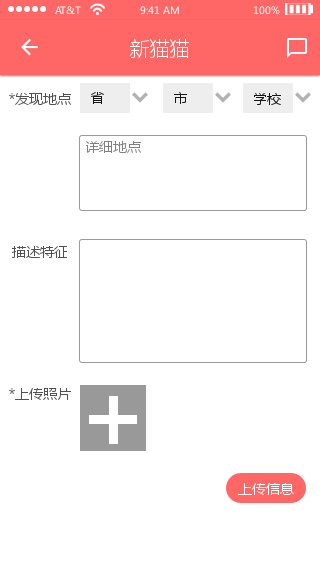 AT&T 9:41 AM 100%
新猫猫
*发现地点 省 市 学校
详细地点
描述特征
*上传照片
上传信息